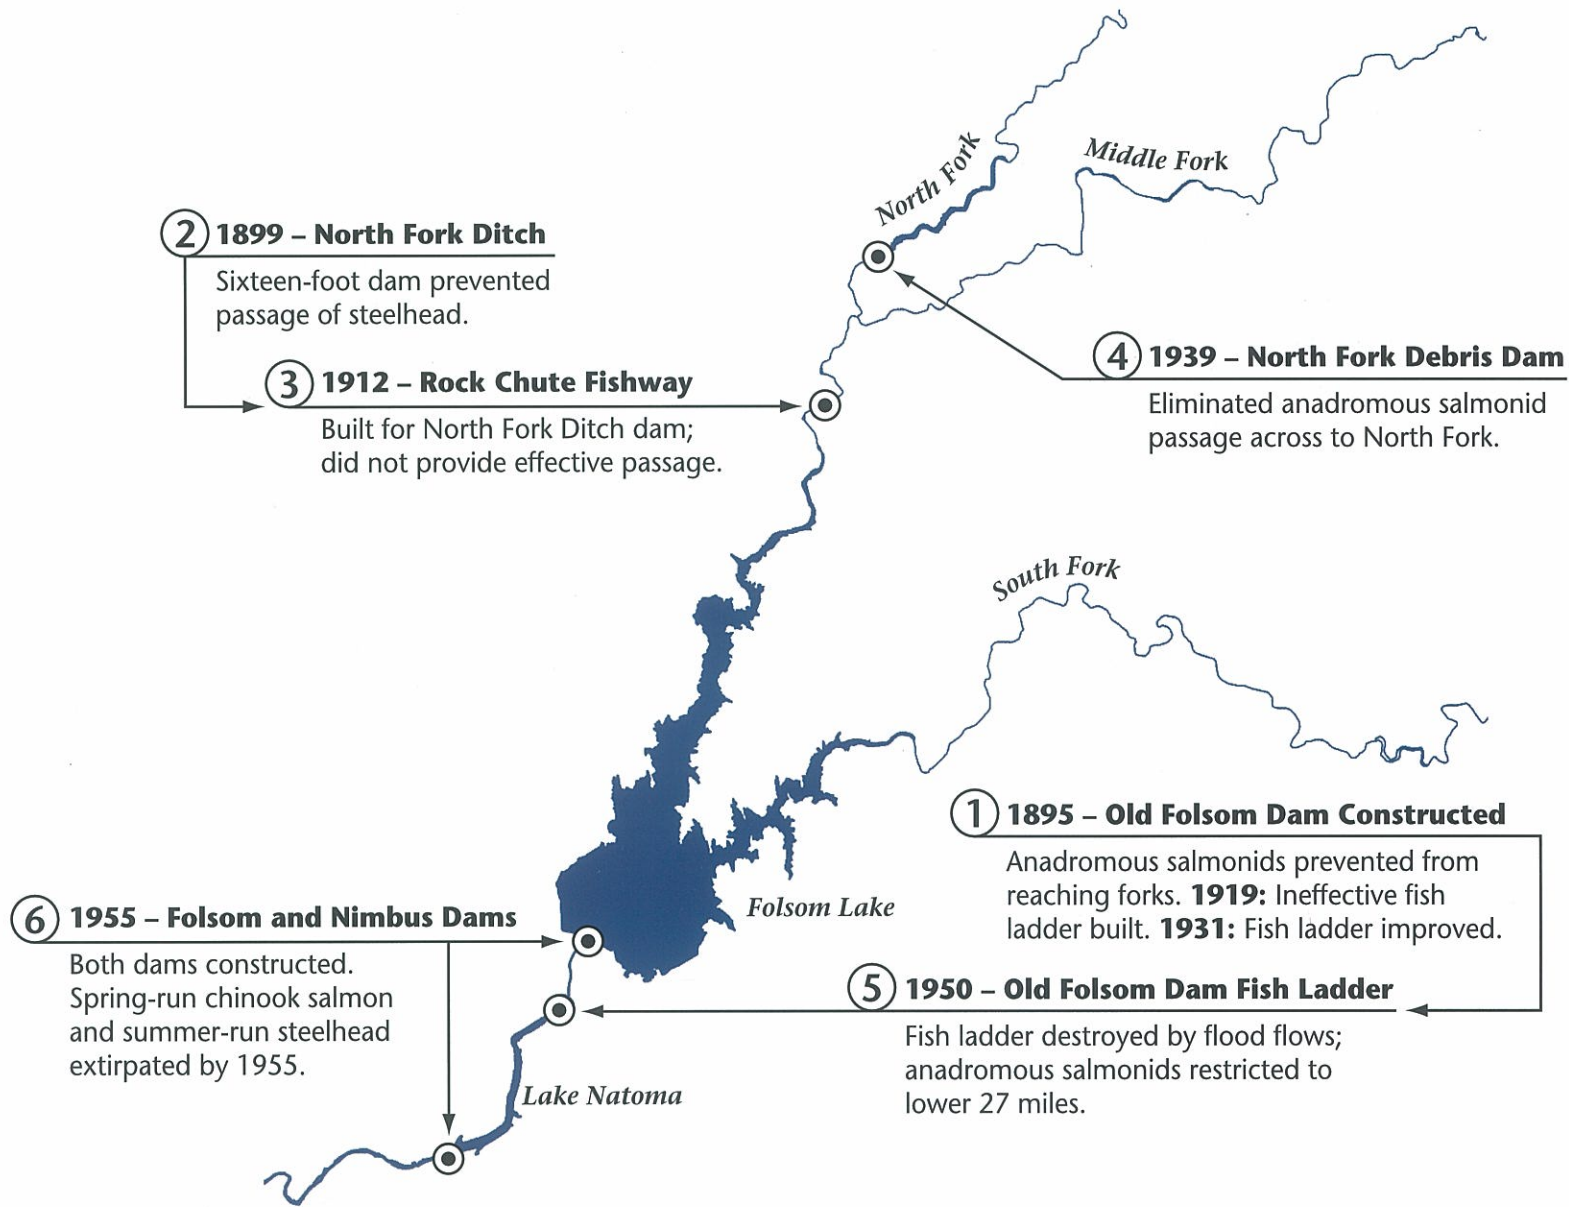 North Fork
Middle Fork
2 1899 – North Fork Ditch
Sixteen-foot dam prevented
passage of steelhead.
3 1912 – Rock Chute Fishway
Built for North Fork Ditch dam;
did not provide effective passage.
4 1939 – North Fork Debris Dam
Eliminated anadromous salmonid
passage across to North Fork.
South Fork
1 1895 – Old Folsom Dam Constructed
Anadromous salmonids prevented from
reaching forks. 1919: Ineffective fish
ladder built. 1931: Fish ladder improved.
Folsom Lake
6 1955 – Folsom and Nimbus Dams
Both dams constructed.
Spring-run chinook salmon
and summer-run steelhead
extirpated by 1955.
5 1950 – Old Folsom Dam Fish Ladder
Fish ladder destroyed by flood flows;
anadromous salmonids restricted to
lower 27 miles.
Lake Natoma